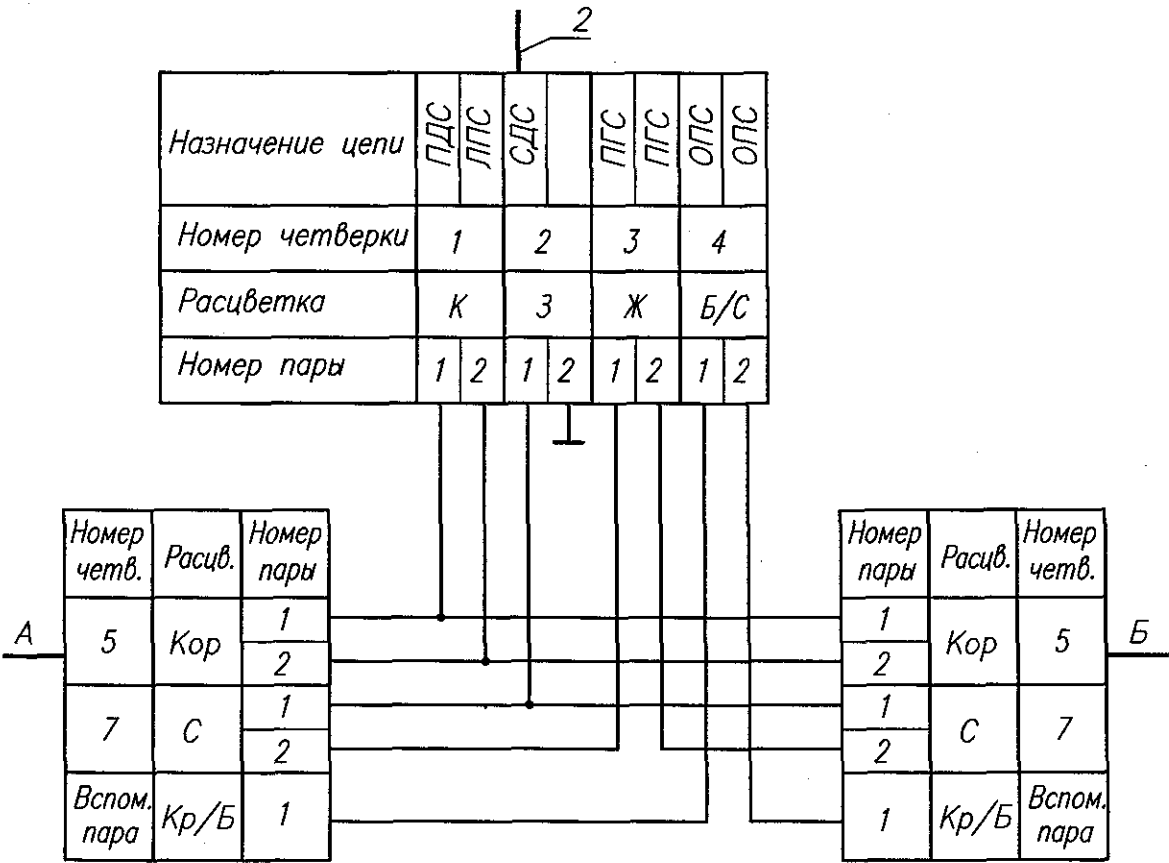 2
Назначение цепи ПДС ЛПС СДС ПГС ПГС ОПС ОПС
Номер четверки 1 2 3 4
Расцветка К З Ж Б/С
Номер пары 1 2 1 2 1 2 1 2
А
Номер четв. Расцв. Номер пары
5 Кор 1
2
7 С 1
2
Вспом. пара Кр/Б 1
Номер пары Расцв. Номер четв.
1 Кор 5
2
1 С 7
2
1 Кр/Б Вспом. пара
Б